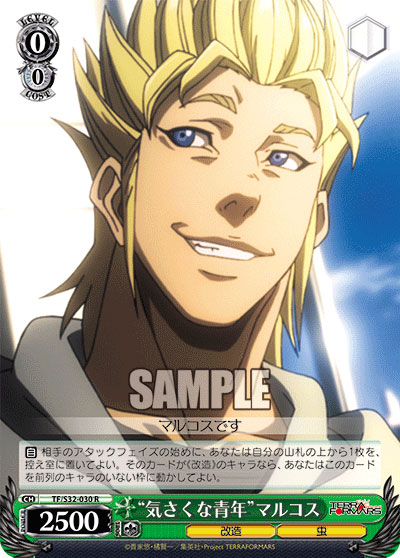 LEVEL
0
0
COST
SAMPLE
マルコスです
自 相手のアタックフェイズの始めに、あなたは自分の山札の上から1枚を、
控え室に置いてよい。そのカードが《改造》のキャラなら、あなたはこのカード
を前列のキャラのいない枠に動かしてよい。
CH TF/S32-030 R
"気さくな青年"マルコス
TERRAFORMARS
2500
改造
虫
©貴家悠・橘賢一/集英社・Project TERRAFORMARS